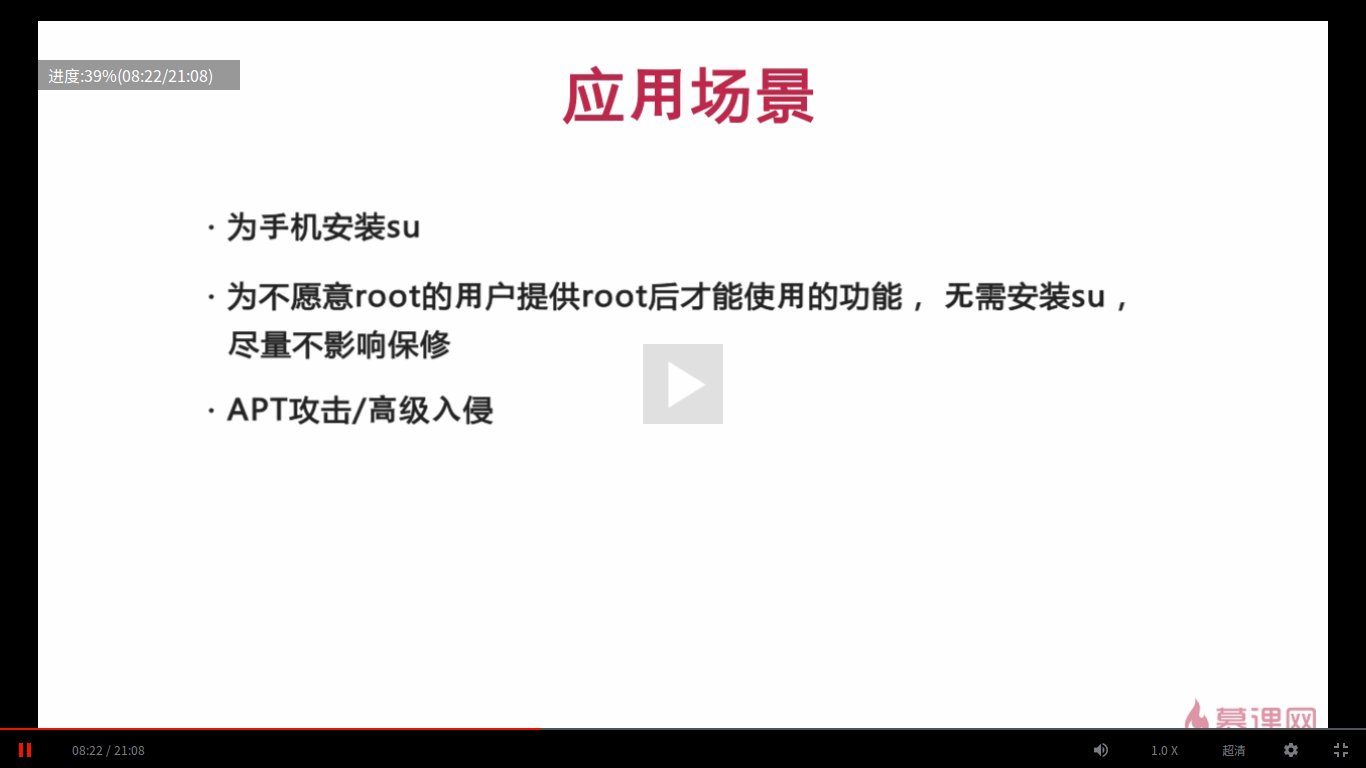 进度:39%(08:22/21:08)
应用场景
· 为手机安装su
· 为不愿意root的用户提供root后才能使用的功能， 无需安装su，
尽量不影响保修
· APT攻击/高级入侵
慕课网
08:22 / 21:08
1.0 X
超清